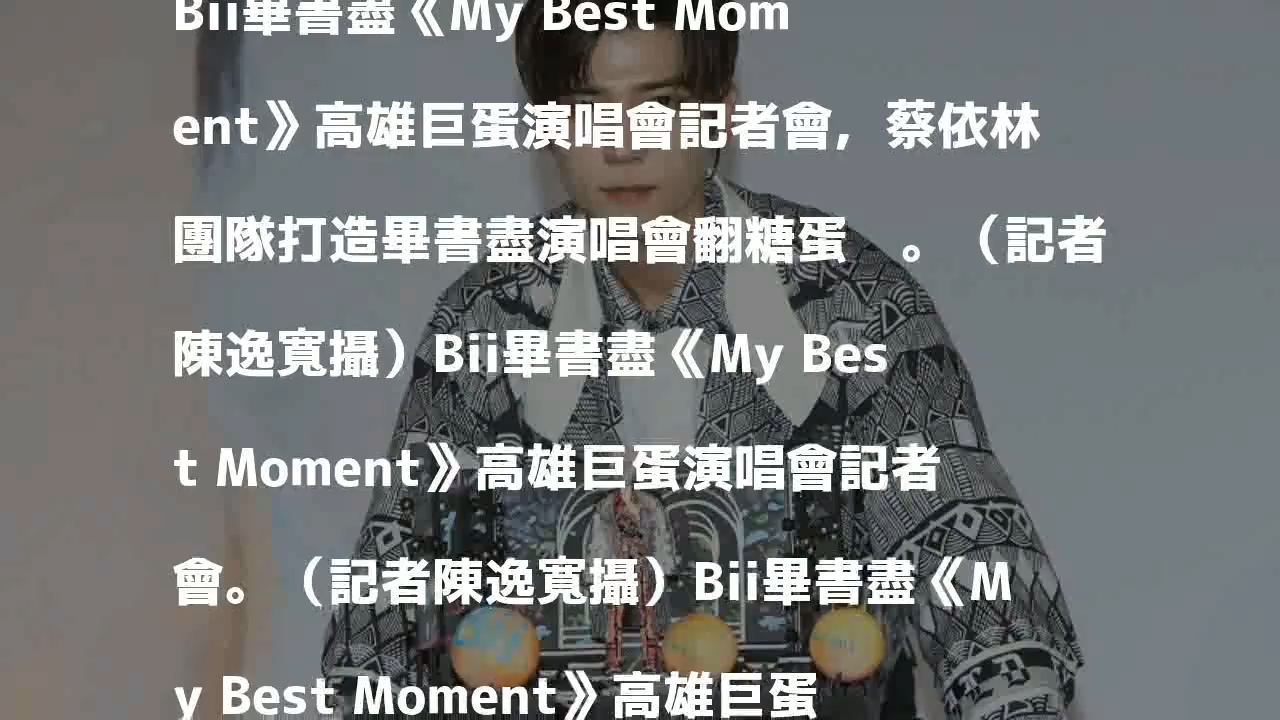 Bii畢書盡《My Best Mom
ent》高雄巨蛋演唱會記者會，蔡依林
團隊打造畢書盡演唱會翻糖蛋　。（記者
陳逸寬攝）Bii畢書盡《My Bes
t Moment》高雄巨蛋演唱會記者
會。（記者陳逸寬攝）Bii畢書盡《M
y Best Moment》高雄巨蛋